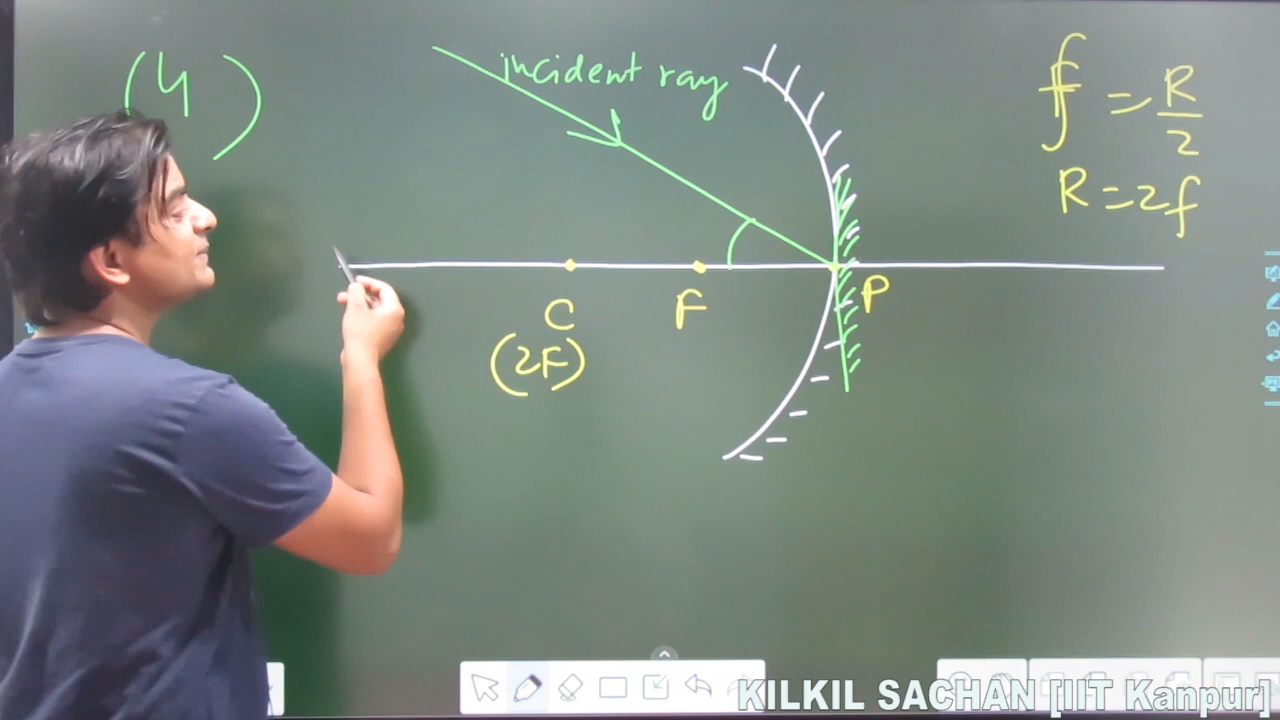 (4)
incident ray
f = R/2
R = 2f
C
F
P
(2F)
KILKIL SACHAN [IIT Kanpur]